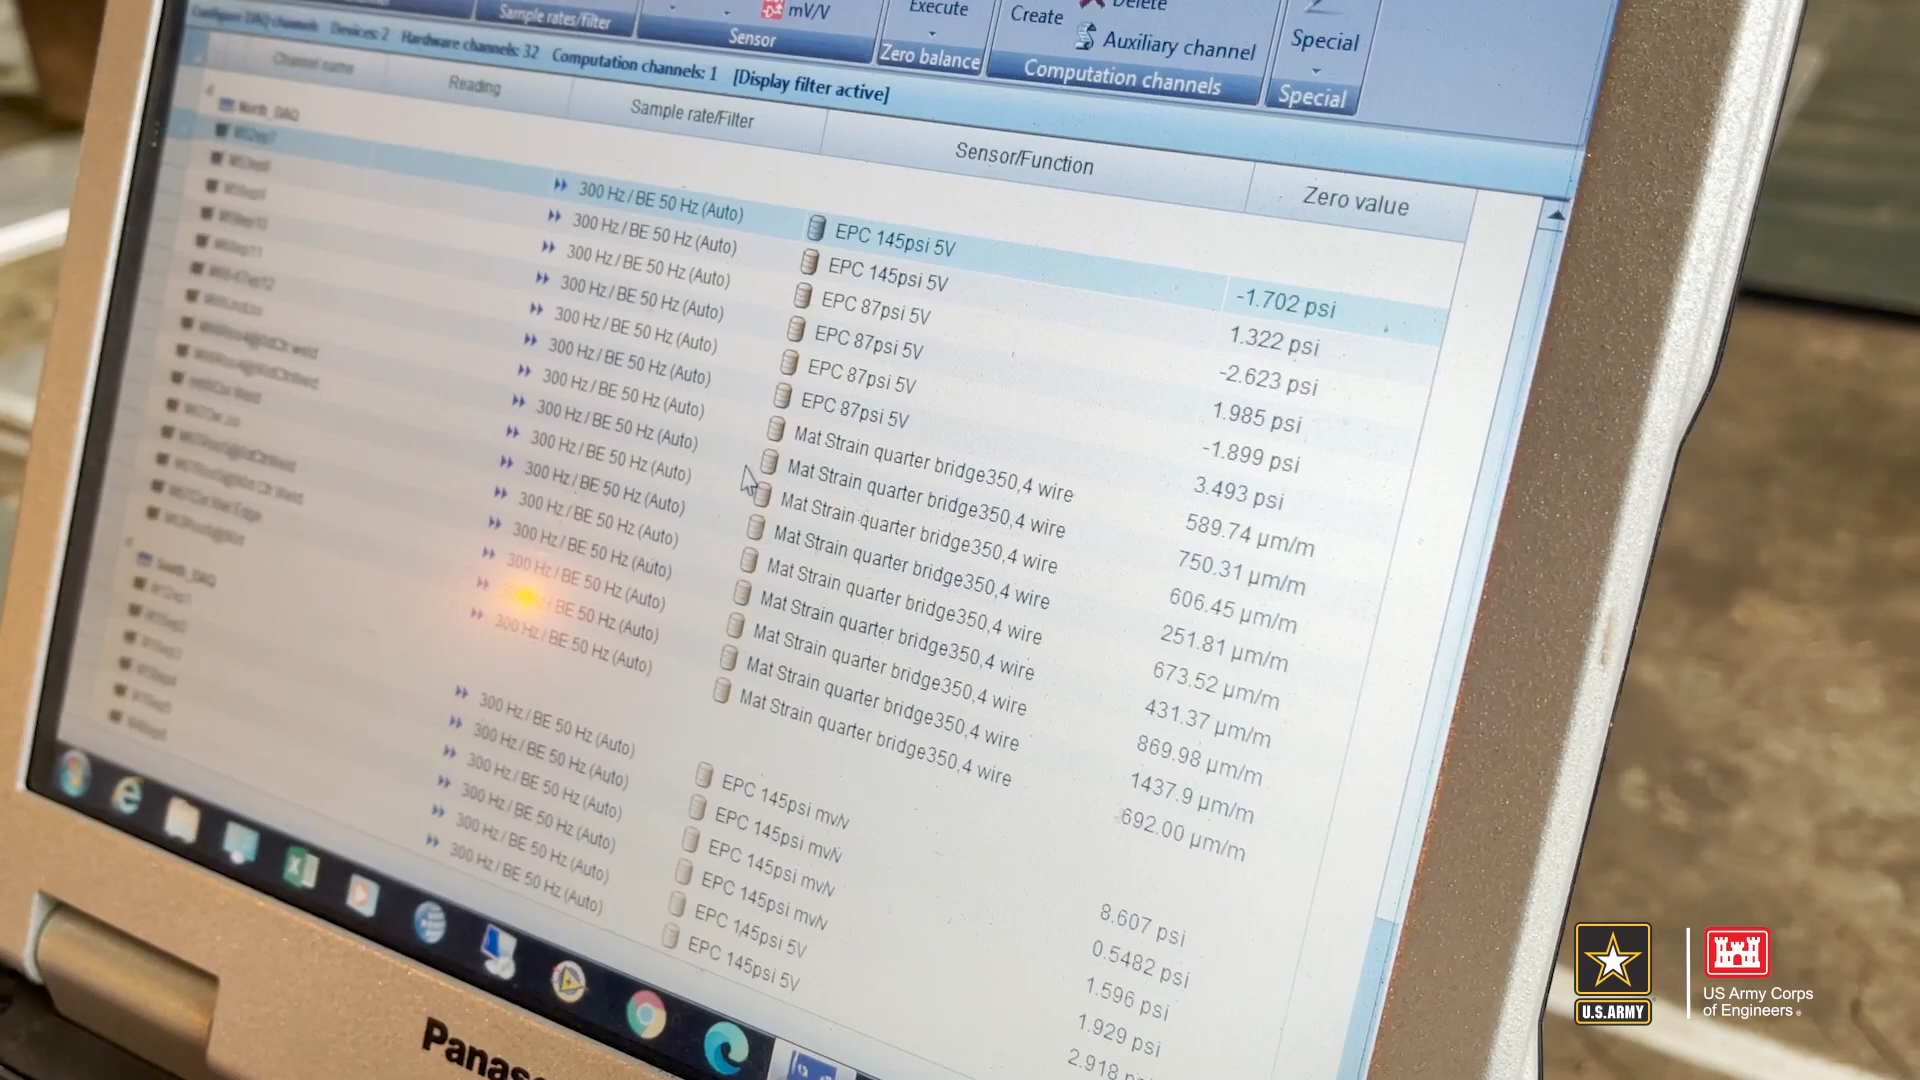 Sample rates/filter
mV/V
Sensor
Execute
Zero balance
Create
Delete
Auxiliary channel
Computation channels
Special
Special
Configure DAQ channels Devices: 2 Hardware channels: 32 Computation channels: 1 [Display filter active]
Channel name Reading Sample rate/Filter Sensor/Function Zero value
North_DAQ
300 Hz / BE 50 Hz (Auto) EPC 145psi 5V -1.702 psi
300 Hz / BE 50 Hz (Auto) EPC 145psi 5V 1.322 psi
300 Hz / BE 50 Hz (Auto) EPC 87psi 5V -2.623 psi
300 Hz / BE 50 Hz (Auto) EPC 87psi 5V 1.985 psi
300 Hz / BE 50 Hz (Auto) EPC 87psi 5V -1.899 psi
300 Hz / BE 50 Hz (Auto) EPC 87psi 5V 3.493 psi
300 Hz / BE 50 Hz (Auto) Mat Strain quarter bridge350,4 wire 589.74 µm/m
300 Hz / BE 50 Hz (Auto) Mat Strain quarter bridge350,4 wire 750.31 µm/m
300 Hz / BE 50 Hz (Auto) Mat Strain quarter bridge350,4 wire 606.45 µm/m
300 Hz / BE 50 Hz (Auto) Mat Strain quarter bridge350,4 wire 251.81 µm/m
300 Hz / BE 50 Hz (Auto) Mat Strain quarter bridge350,4 wire 673.52 µm/m
300 Hz / BE 50 Hz (Auto) Mat Strain quarter bridge350,4 wire 431.37 µm/m
300 Hz / BE 50 Hz (Auto) Mat Strain quarter bridge350,4 wire 869.98 µm/m
/ BE 50 Hz (Auto) Mat Strain quarter bridge350,4 wire 1437.9 µm/m
300 Hz / BE 50 Hz (Auto) Mat Strain quarter bridge350,4 wire 692.00 µm/m
South_DAQ
300 Hz / BE 50 Hz (Auto) EPC 145psi mv/v 8.607 psi
300 Hz / BE 50 Hz (Auto) EPC 145psi mv/v 0.5482 psi
300 Hz / BE 50 Hz (Auto) EPC 145psi mv/v 1.596 psi
300 Hz / BE 50 Hz (Auto) EPC 145psi mv/v 1.929 psi
300 Hz / BE 50 Hz (Auto) EPC 145psi 5V 2.918
300 Hz / BE 50 Hz (Auto) EPC 145psi 5V
Panas
U.S.ARMY
US Army Corps
of Engineers®